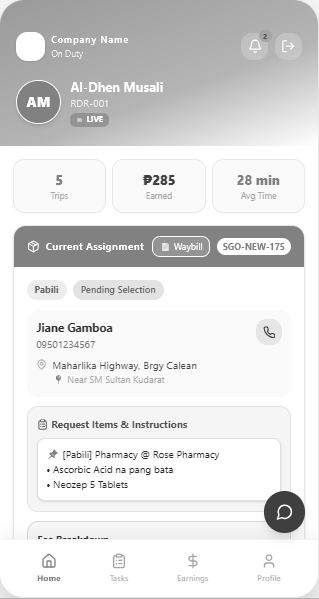 Company Name
On Duty
2
AM
Al-Dhen Musali
RDR-001
LIVE
5
Trips
₱285
Earned
28 min
Avg Time
Current Assignment
Waybill
SGO-NEW-175
Pabili
Pending Selection
Jiane Gamboa
09501234567
Maharlika Highway, Brgy Calean
Near SM Sultan Kudarat
Request Items & Instructions
[Pabili] Pharmacy @ Rose Pharmacy
• Ascorbic Acid na pang bata
• Neozep 5 Tablets
Fee Breakdown
Home
Tasks
Earnings
Profile